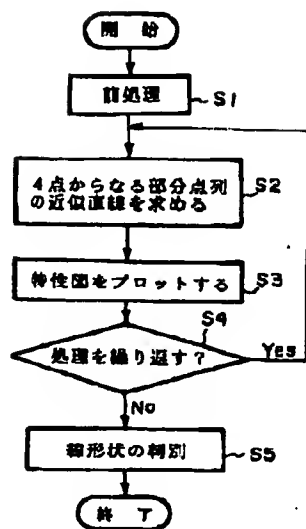 開始
前処理
S1
4点からなる部分点列
の近似直線を求める
S2
特性図をプロットする
S3
S4
処理を繰り返す?
Yes
No
線形状の判別
S5
終了